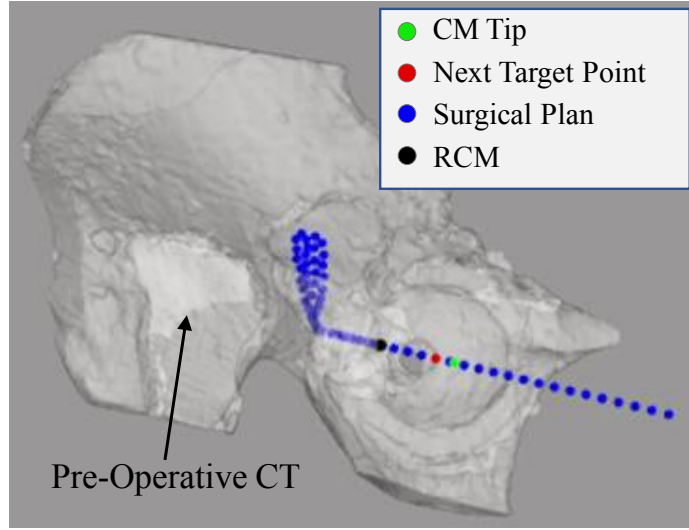 CM Tip
Next Target Point
Surgical Plan
RCM
Pre-Operative CT